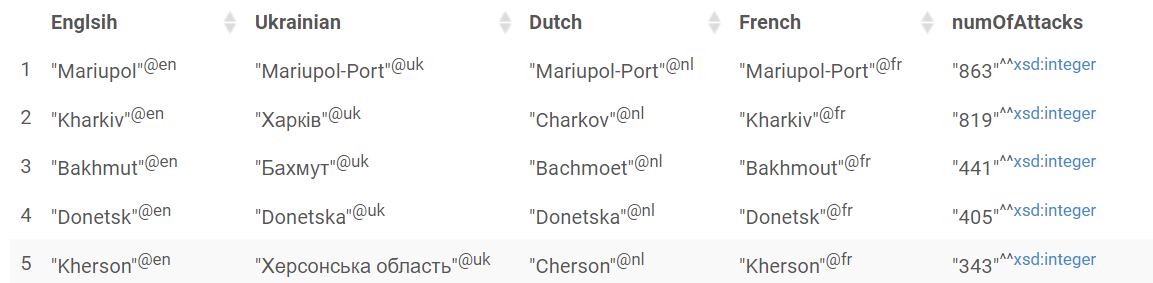 Englsih Ukrainian Dutch French numOfAttacks
1 "Mariupol"@en "Mariupol-Port"@uk "Mariupol-Port"@nl "Mariupol-Port"@fr "863"^^xsd:integer
2 "Kharkiv"@en "Харків"@uk "Charkov"@nl "Kharkiv"@fr "819"^^xsd:integer
3 "Bakhmut"@en "Бахмут"@uk "Bachmoet"@nl "Bakhmout"@fr "441"^^xsd:integer
4 "Donetsk"@en "Donetska"@uk "Donetska"@nl "Donetsk"@fr "405"^^xsd:integer
5 "Kherson"@en "Херсонська область"@uk "Cherson"@nl "Kherson"@fr "343"^^xsd:integer